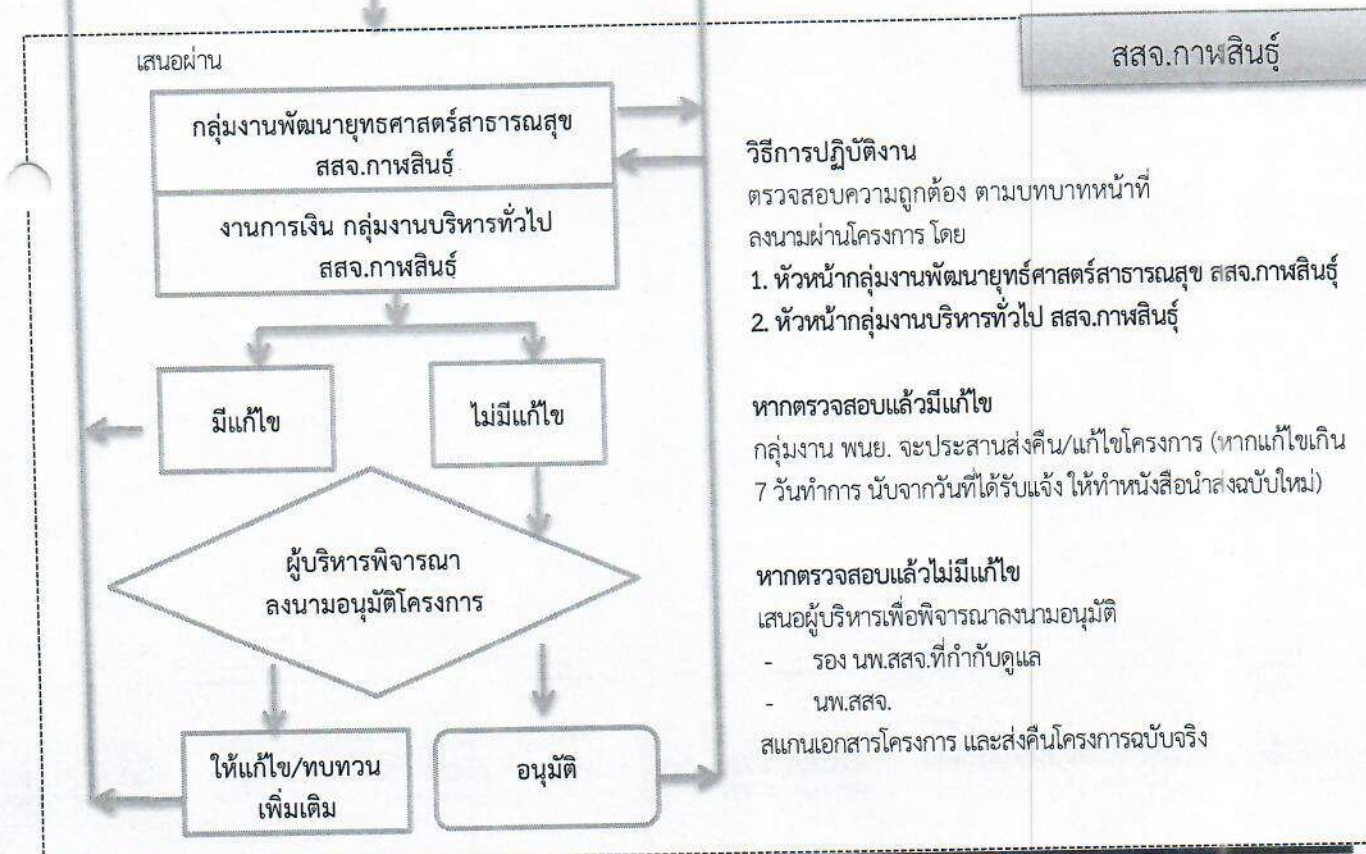 สสจ.กาฬสินธุ์
เสนอผ่าน
กลุ่มงานพัฒนายุทธศาสตร์สาธารณสุข
สสจ.กาฬสินธุ์
งานการเงิน กลุ่มงานบริหารทั่วไป
สสจ.กาฬสินธุ์
มีแก้ไข
ไม่มีแก้ไข
ผู้บริหารพิจารณา
ลงนามอนุมัติโครงการ
ให้แก้ไข/ทบทวน
เพิ่มเติม
อนุมัติ
วิธีการปฏิบัติงาน
ตรวจสอบความถูกต้อง ตามบทบาทหน้าที่
ลงนามผ่านโครงการ โดย
1. หัวหน้ากลุ่มงานพัฒนายุทธ์ศาสตร์สาธารณสุข สสจ.กาฬสินธุ์
2. หัวหน้ากลุ่มงานบริหารทั่วไป สสจ.กาฬสินธุ์
หากตรวจสอบแล้วมีแก้ไข
กลุ่มงาน พนย. จะประสานส่งคืน/แก้ไขโครงการ (หากแก้ไขเกิน
7 วันทำการ นับจากวันที่ได้รับแจ้ง ให้ทำหนังสือนำส่งฉบับใหม่)
หากตรวจสอบแล้วไม่มีแก้ไข
เสนอผู้บริหารเพื่อพิจารณาลงนามอนุมัติ
- รอง นพ.สสจ.ที่กำกับดูแล
- นพ.สสจ.
สแกนเอกสารโครงการ และส่งคืนโครงการฉบับจริง